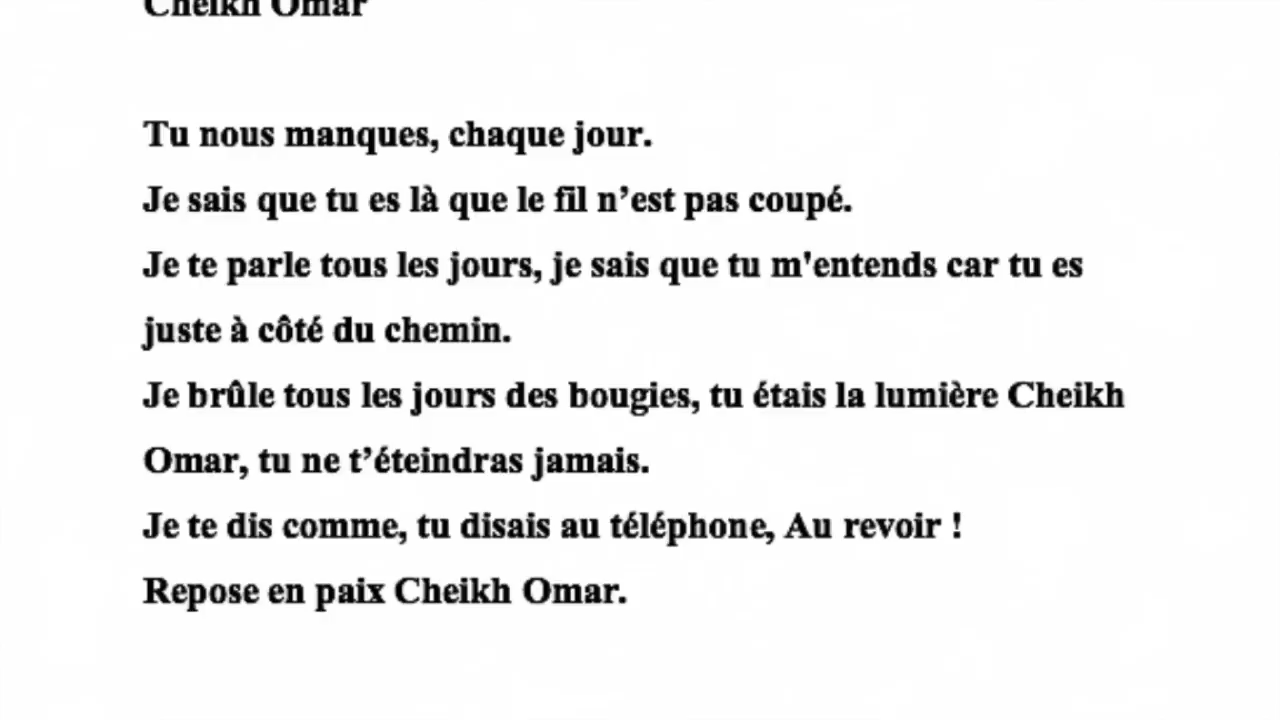 Cheikh Omar
Tu nous manques, chaque jour.
Je sais que tu es là que le fil n’est pas coupé.
Je te parle tous les jours, je sais que tu m'entends car tu es
juste à côté du chemin.
Je brûle tous les jours des bougies, tu étais la lumière Cheikh
Omar, tu ne t’éteindras jamais.
Je te dis comme, tu disais au téléphone, Au revoir !
Repose en paix Cheikh Omar.